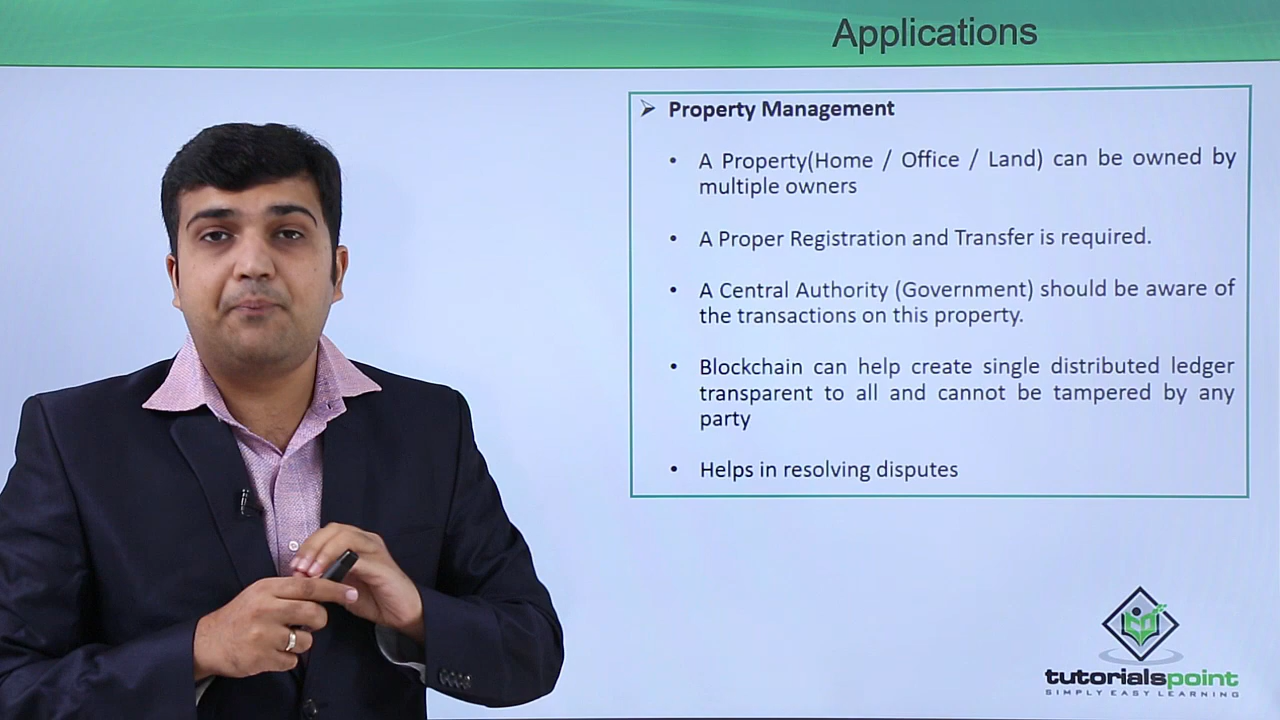 Applications
Property Management
A Property(Home / Office / Land) can be owned by
multiple owners
A Proper Registration and Transfer is required.
A Central Authority (Government) should be aware of
the transactions on this property.
Blockchain can help create single distributed ledger
transparent to all and cannot be tampered by any
party
Helps in resolving disputes
tutorialspoint
SIMPLY EASY LEARNING